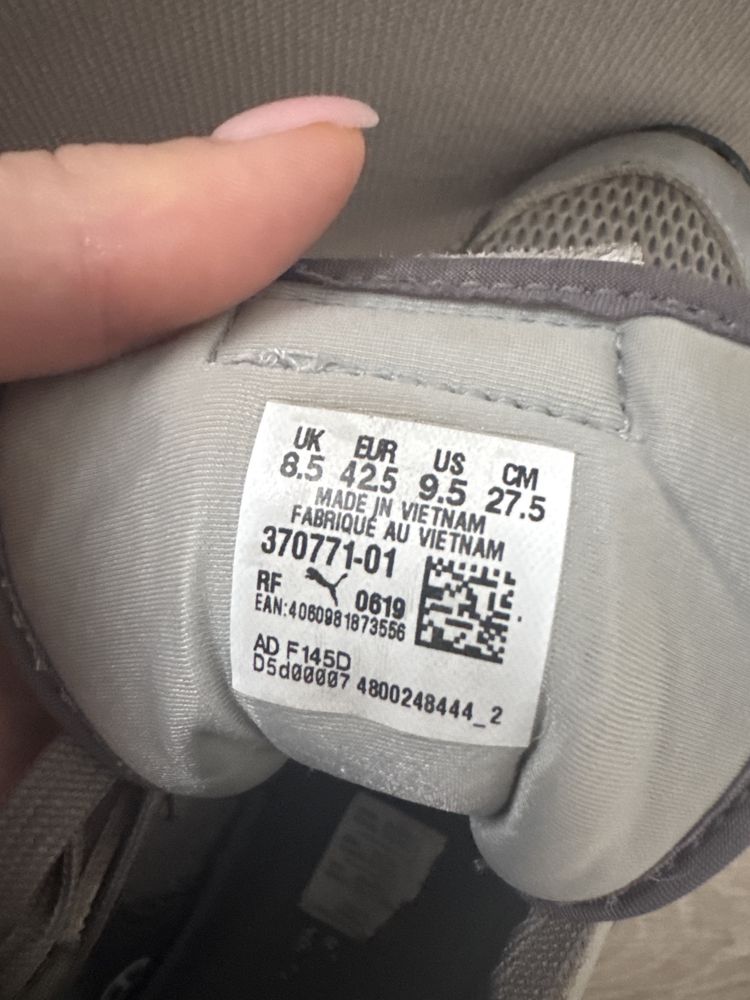 UK EUR US CM
8.5 42.5 9.5 27.5
MADE IN VIETNAM
FABRIQUE AU VIETNAM
370771-01
RF 0619
EAN:4060981873556
AD F145D
D5d00007 4800248444_2